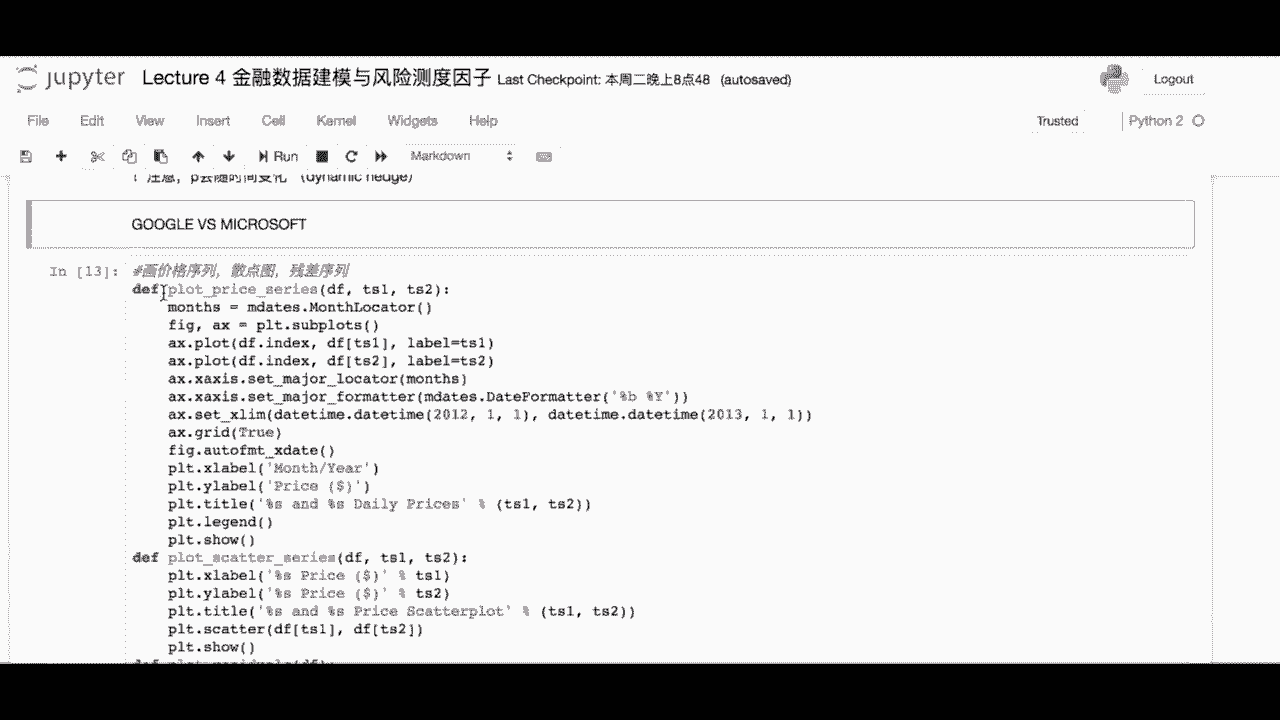 jupyter Lecture 4 金融数据建模与风险测度因子 Last Checkpoint: 本周二晚上8点48 (autosaved) Logout
File Edit View Insert Cell Kernel Widgets Help Trusted Python 2
Run Markdown
！注意，β会随时间变化 (dynamic hedge)
GOOGLE VS MICROSOFT
In [13]: #画价格序列，散点图，残差序列
def plot_price_series(df, ts1, ts2):
    months = mdates.MonthLocator()
    fig, ax = plt.subplots()
    ax.plot(df.index, df[ts1], label=ts1)
    ax.plot(df.index, df[ts2], label=ts2)
    ax.xaxis.set_major_locator(months)
    ax.xaxis.set_major_formatter(mdates.DateFormatter('%b %Y'))
    ax.set_xlim(datetime.datetime(2012, 1, 1), datetime.datetime(2013, 1, 1))
    ax.grid(True)
    fig.autofmt_xdate()
    plt.xlabel('Month/Year')
    plt.ylabel('Price ($)')
    plt.title('%s and %s Daily Prices' % (ts1, ts2))
    plt.legend()
    plt.show()
def plot_scatter_series(df, ts1, ts2):
    plt.xlabel('%s Price ($)' % ts1)
    plt.ylabel('%s Price ($)' % ts2)
    plt.title('%s and %s Price Scatterplot' % (ts1, ts2))
    plt.scatter(df[ts1], df[ts2])
    plt.show()